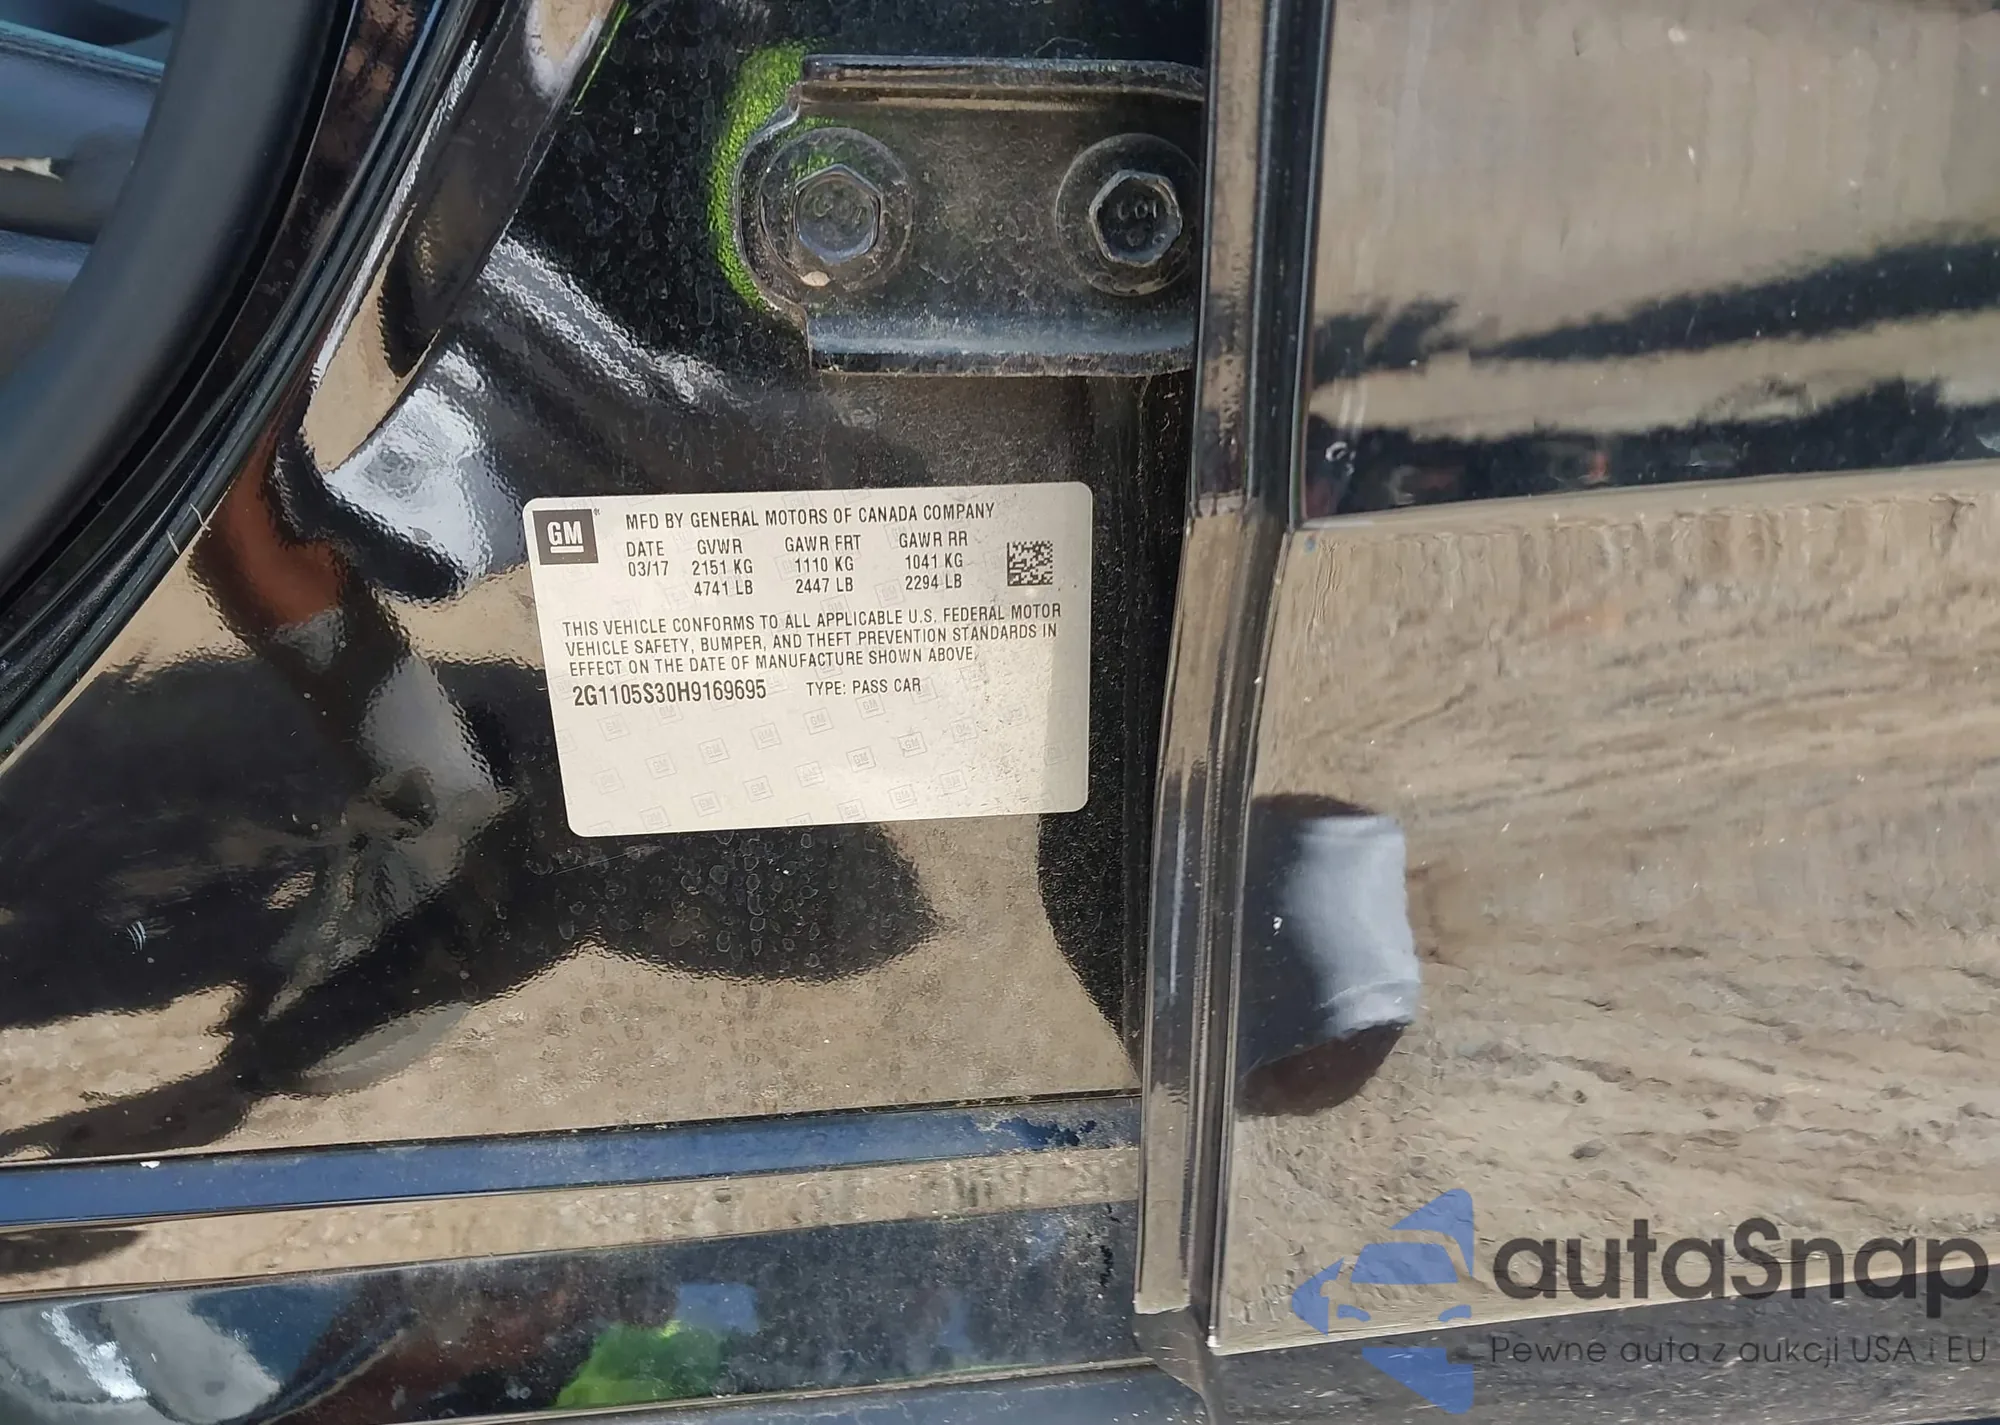 GM
MFD BY GENERAL MOTORS OF CANADA COMPANY
DATE GVWR GAWR FRT GAWR RR
03/17 2151 KG 1110 KG 1041 KG
4741 LB 2447 LB 2294 LB
THIS VEHICLE CONFORMS TO ALL APPLICABLE U.S. FEDERAL MOTOR
VEHICLE SAFETY, BUMPER, AND THEFT PREVENTION STANDARDS IN
EFFECT ON THE DATE OF MANUFACTURE SHOWN ABOVE.
2G1105S30H9169695 TYPE: PASS CAR
autaSnap
Pewne auta z aukcji USA i EU